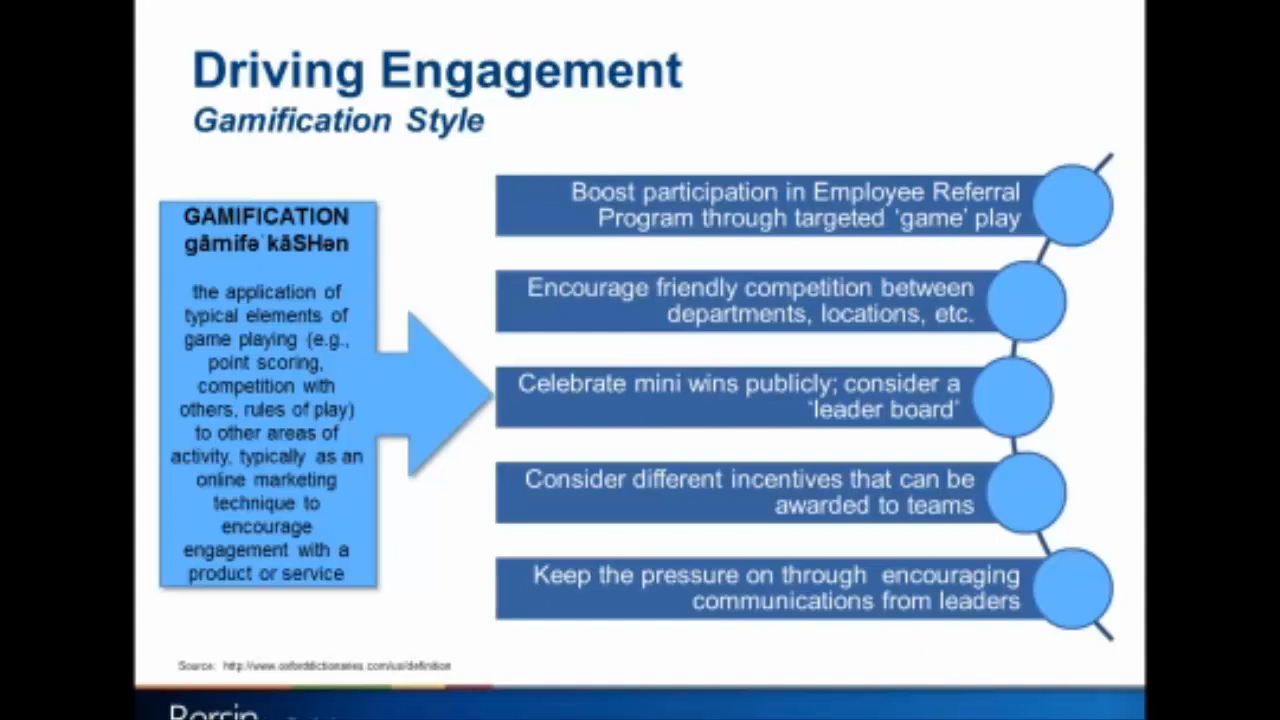 Driving Engagement
Gamification Style
GAMIFICATION
gāmifəˈkāSHən
the application of
typical elements of
game playing (e.g.,
point scoring,
competition with
others, rules of play)
to other areas of
activity, typically as an
online marketing
technique to
encourage
engagement with a
product or service
Boost participation in Employee Referral
Program through targeted ‘game’ play
Encourage friendly competition between
departments, locations, etc.
Celebrate mini wins publicly; consider a
‘leader board’
Consider different incentives that can be
awarded to teams
Keep the pressure on through encouraging
communications from leaders
Source: http://www.oxforddictionaries.com/us/definition